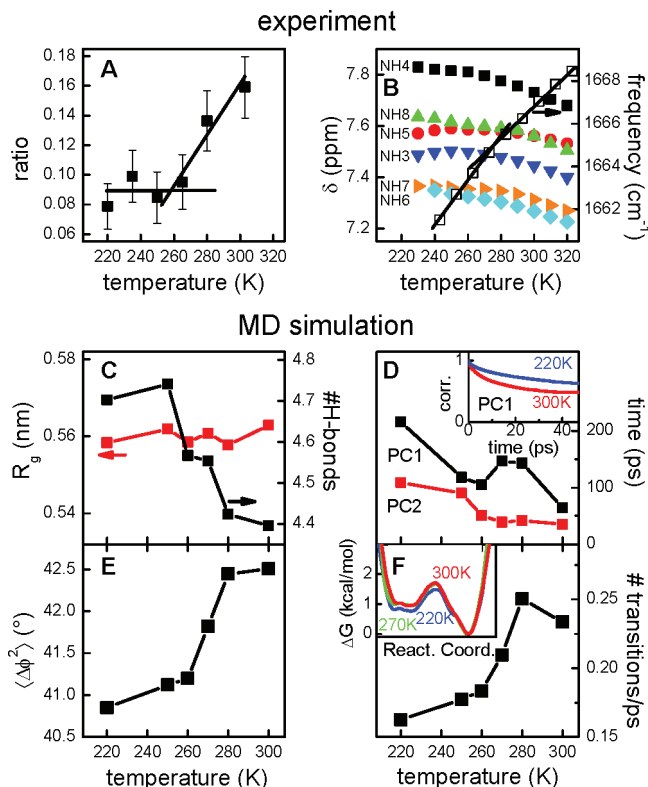 experiment
A
ratio
0.20
0.18
0.16
0.14
0.12
0.10
0.08
0.06
220 240 260 280 300 320
temperature (K)
B
δ (ppm)
7.8
7.6
7.4
7.2
NH4
NH8
NH5
NH3
NH7
NH6
frequency (cm⁻¹)
1668
1666
1664
1662
220 240 260 280 300 320
temperature (K)
MD simulation
C
Rg (nm)
0.58
0.56
0.54
#H-bonds
4.8
4.7
4.6
4.5
4.4
D
PC1
PC2
corr.
1
0
220K
300K
PC1
0 20 40
time (ps)
time (ps)
200
100
0
E
⟨Δϕ²⟩ (°)
42.5
42.0
41.5
41.0
40.5
220 240 260 280 300
temperature (K)
F
ΔG (kcal/mol)
2
1
0
300K
270K
220K
React. Coord.
# transitions/ps
0.25
0.20
0.15
220 240 260 280 300
temperature (K)